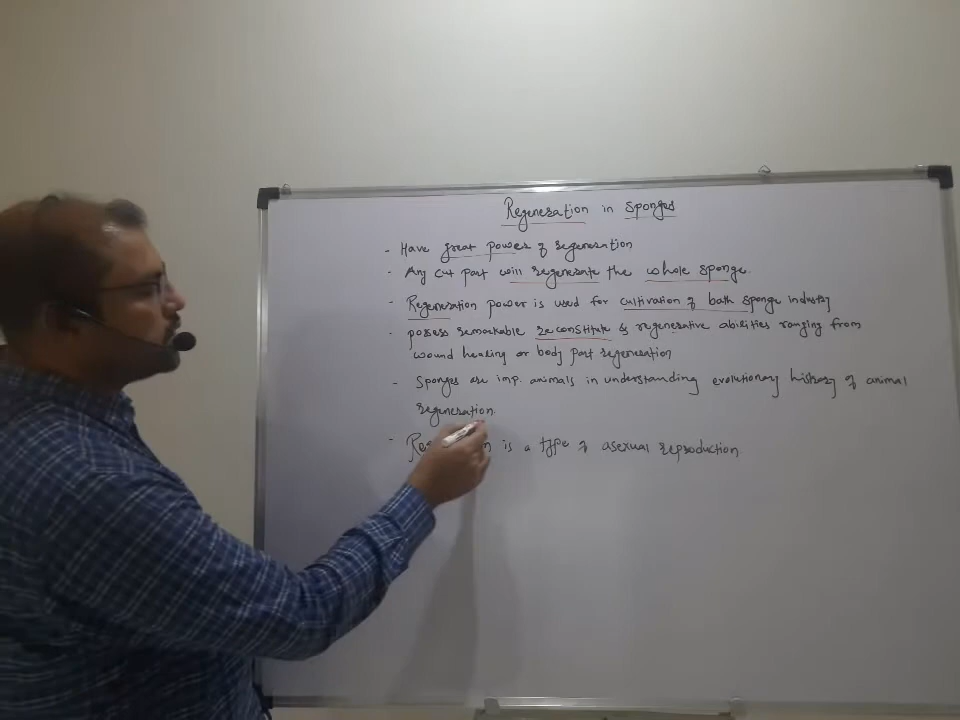 Regeneration in Sponges
- Have great power of regeneration
- Any cut part will regenerate the whole sponge.
- Regeneration power is used for cultivation of bath sponge industry
- possess remarkable reconstitute & regenerative abilities ranging from
wound healing or body part regeneration
- Sponges are imp. animals in understanding evolutionary history of animal
regeneration.
- is a type of asexual reproduction